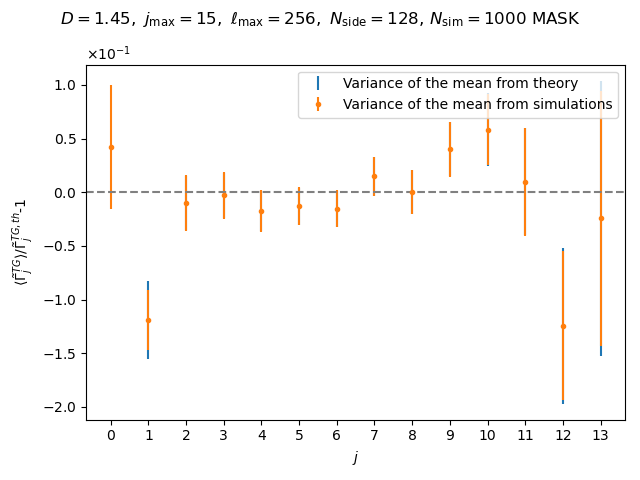 D = 1.45, j_max = 15, ℓ_max = 256, N_side = 128, N_sim = 1000 MASK
×10⁻¹
Variance of the mean from theory
Variance of the mean from simulations
1.0
0.5
0.0
−0.5
−1.0
−1.5
−2.0
⟨Γ̃_j^{TG}⟩/Γ̃_j^{TG,th}-1
0 1 2 3 4 5 6 7 8 9 10 11 12 13
j